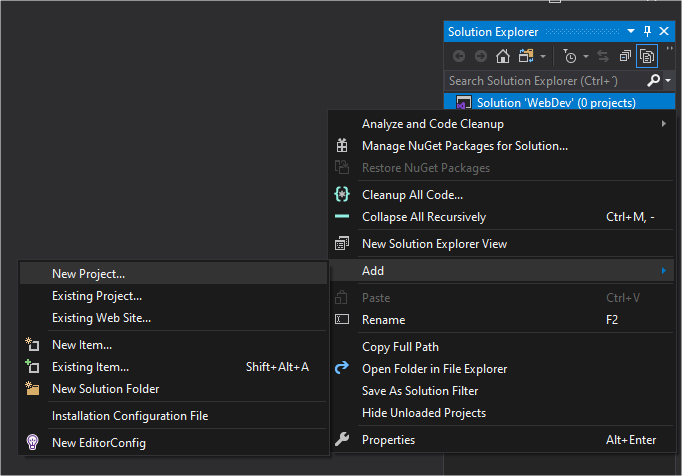 Solution Explorer
Search Solution Explorer (Ctrl+´)
Solution 'WebDev' (0 projects)
Analyze and Code Cleanup
Manage NuGet Packages for Solution...
Restore NuGet Packages
Cleanup All Code...
Collapse All Recursively Ctrl+M, -
New Solution Explorer View
Add
Paste Ctrl+V
Rename F2
Copy Full Path
Open Folder in File Explorer
Save As Solution Filter
Hide Unloaded Projects
Properties Alt+Enter
New Project...
Existing Project...
Existing Web Site...
New Item...
Existing Item... Shift+Alt+A
New Solution Folder
Installation Configuration File
New EditorConfig